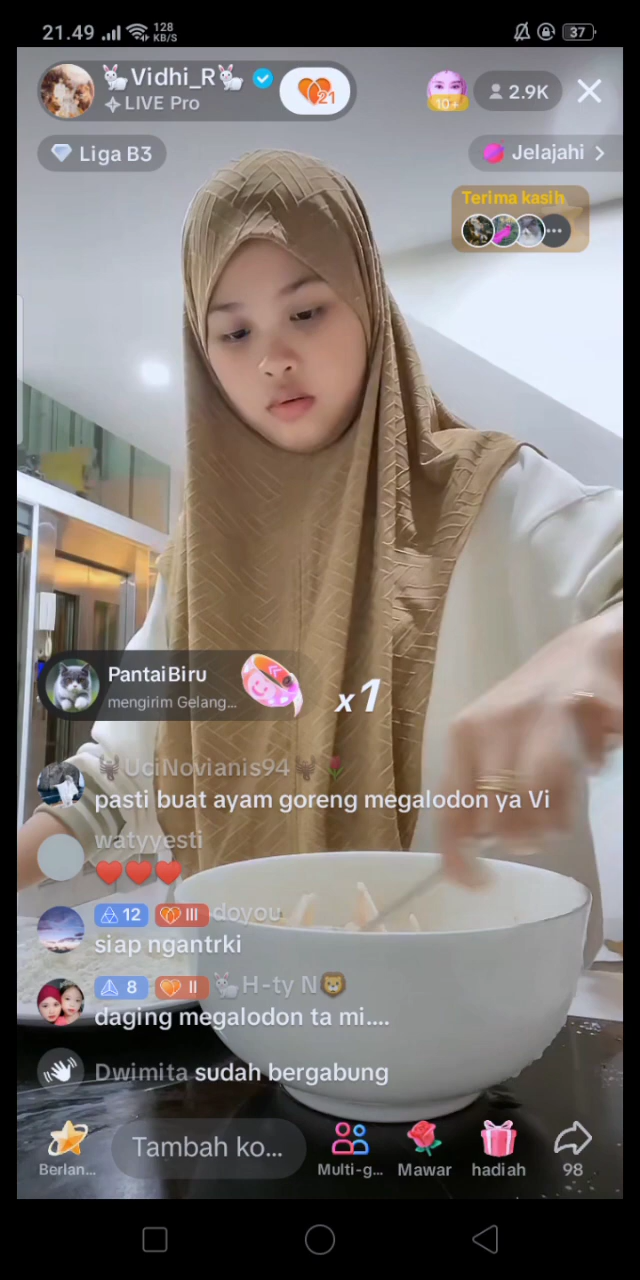 21.49
128
KB/S
37
Vidhi_R
LIVE Pro
21
10+
2.9K
Liga B3
Jelajahi
Terima kasih
PantaiBiru
mengirim Gelang...
x1
UciNovianis94
pasti buat ayam goreng megalodon ya Vi
watyyesti
12 III doyou
siap ngantrki
8 II H-ty N
daging megalodon ta mi....
Dwimita sudah bergabung
Tambah ko...
Berlan...
Multi-g...
Mawar
hadiah
98